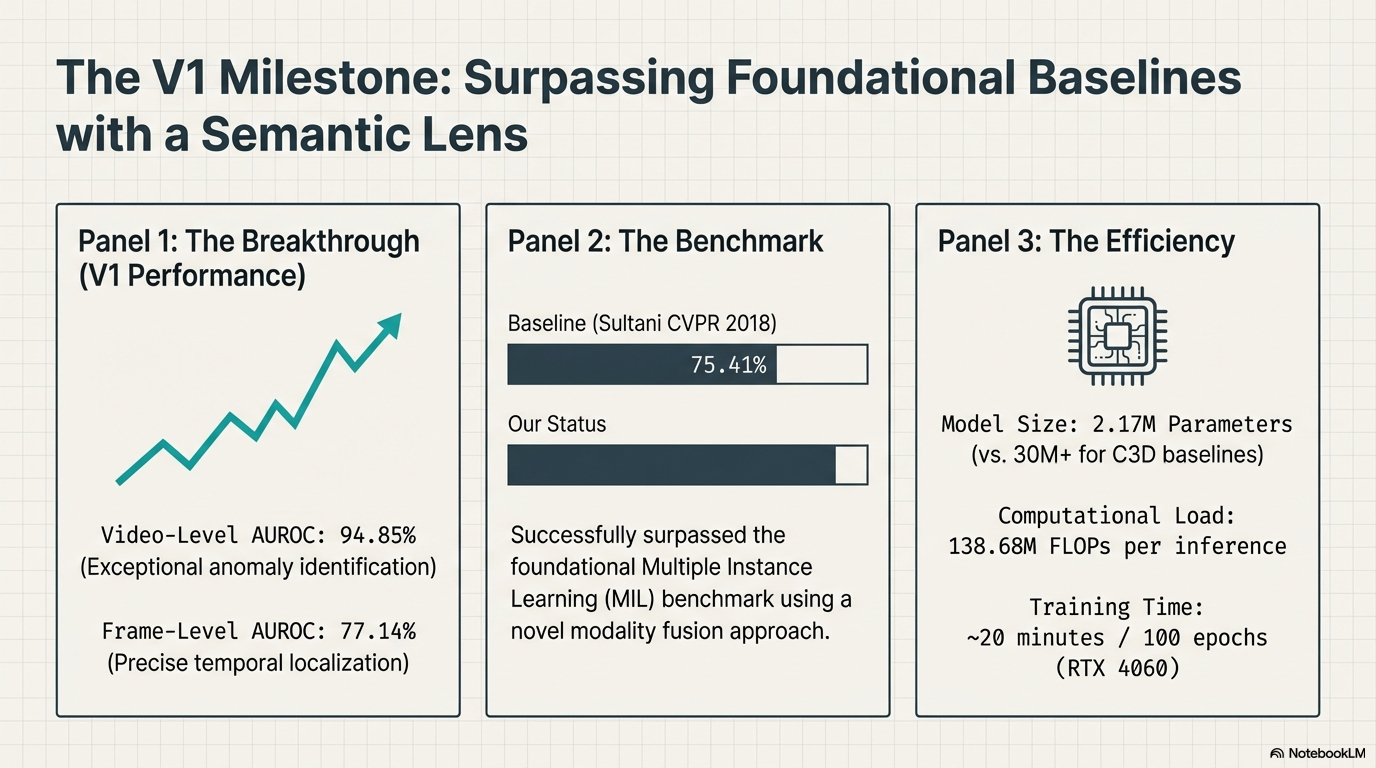 The V1 Milestone: Surpassing Foundational Baselines
with a Semantic Lens
Panel 1: The Breakthrough
(V1 Performance)
Video-Level AUROC: 94.85%
(Exceptional anomaly identification)
Frame-Level AUROC: 77.14%
(Precise temporal localization)
Panel 2: The Benchmark
Baseline (Sultani CVPR 2018)
75.41%
Our Status
Successfully surpassed the
foundational Multiple Instance
Learning (MIL) benchmark using a
novel modality fusion approach.
Panel 3: The Efficiency
Model Size: 2.17M Parameters
(vs. 30M+ for C3D baselines)
Computational Load:
138.68M FLOPs per inference
Training Time:
~20 minutes / 100 epochs
(RTX 4060)
NotebookLM